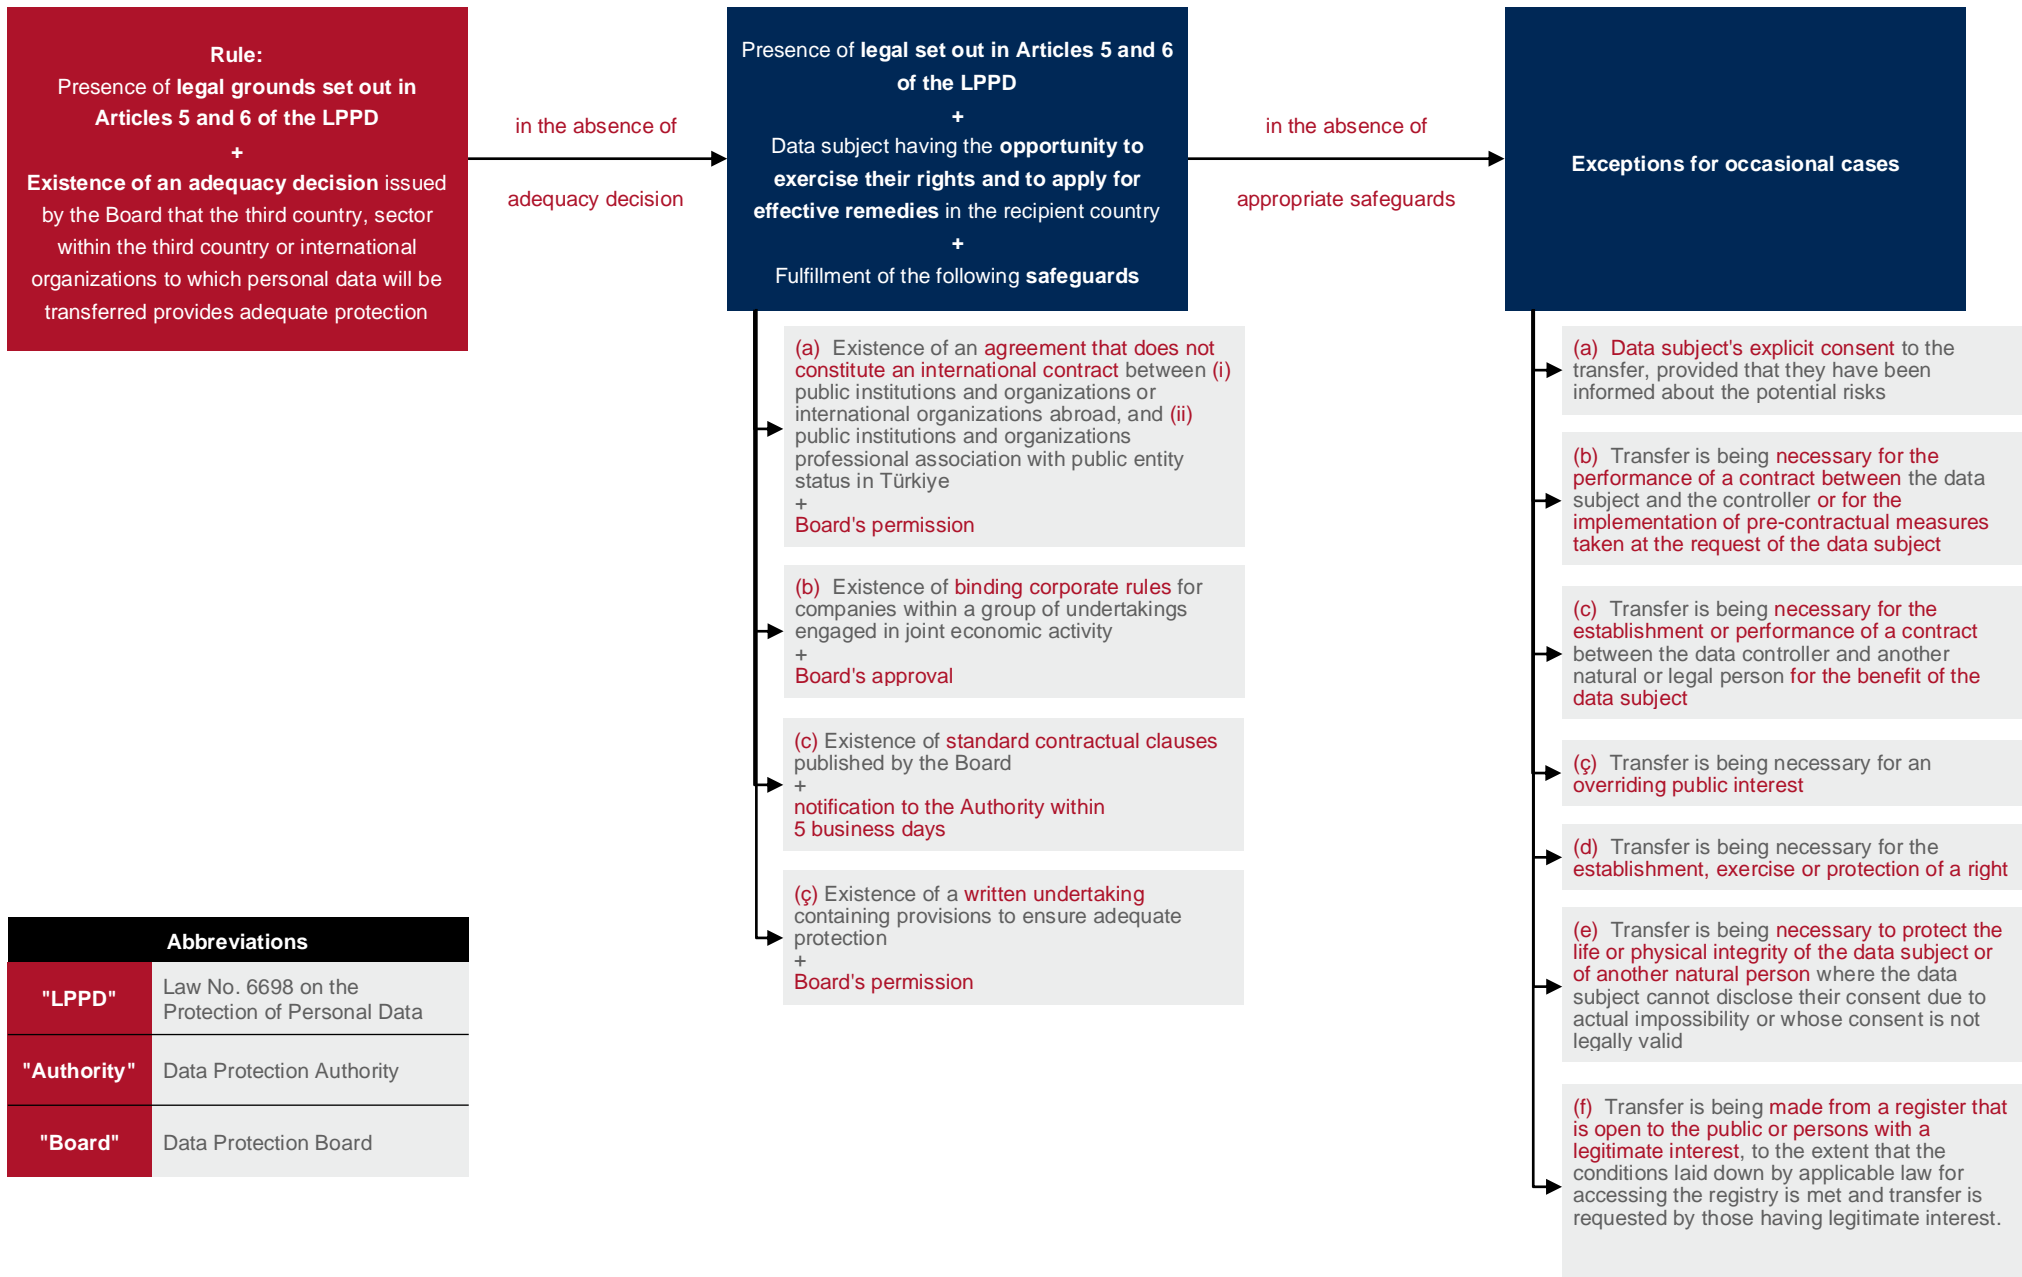 Rule:
Presence of legal grounds set out in
Articles 5 and 6 of the LPPD
+
Existence of an adequacy decision issued
by the Board that the third country, sector
within the third country or international
organizations to which personal data will be
transferred provides adequate protection
in the absence of
adequacy decision
Presence of legal set out in Articles 5 and 6
of the LPPD
+
Data subject having the opportunity to
exercise their rights and to apply for
effective remedies in the recipient country
+
Fulfillment of the following safeguards
in the absence of
appropriate safeguards
Exceptions for occasional cases
(a) Existence of an agreement that does not
constitute an international contract between (i)
public institutions and organizations or
international organizations abroad, and (ii)
public institutions and organizations
professional association with public entity
status in Türkiye
+
Board's permission
(b) Existence of binding corporate rules for
companies within a group of undertakings
engaged in joint economic activity
+
Board's approval
(c) Existence of standard contractual clauses
published by the Board
+
notification to the Authority within
5 business days
(ç) Existence of a written undertaking
containing provisions to ensure adequate
protection
+
Board's permission
(a) Data subject's explicit consent to the
transfer, provided that they have been
informed about the potential risks
(b) Transfer is being necessary for the
performance of a contract between the data
subject and the controller or for the
implementation of pre-contractual measures
taken at the request of the data subject
(c) Transfer is being necessary for the
establishment or performance of a contract
between the data controller and another
natural or legal person for the benefit of the
data subject
(ç) Transfer is being necessary for an
overriding public interest
(d) Transfer is being necessary for the
establishment, exercise or protection of a right
(e) Transfer is being necessary to protect the
life or physical integrity of the data subject or
of another natural person where the data
subject cannot disclose their consent due to
actual impossibility or whose consent is not
legally valid
(f) Transfer is being made from a register that
is open to the public or persons with a
legitimate interest, to the extent that the
conditions laid down by applicable law for
accessing the registry is met and transfer is
requested by those having legitimate interest.
Abbreviations
"LPPD"
Law No. 6698 on the
Protection of Personal Data
"Authority"
Data Protection Authority
"Board"
Data Protection Board